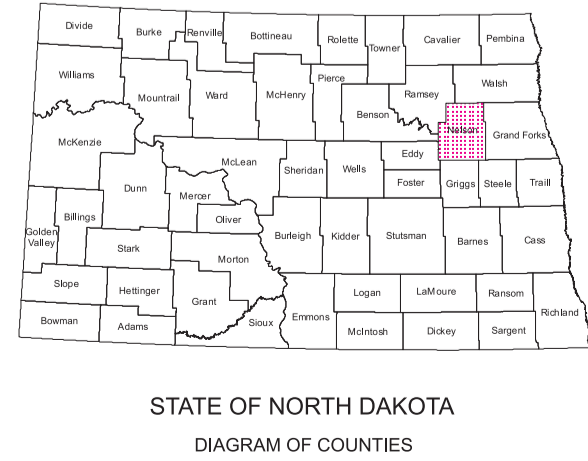 Divide
Burke
Renville
Bottineau
Rolette
Towner
Cavalier
Pembina
Williams
Mountrail
Ward
McHenry
Pierce
Benson
Ramsey
Walsh
Nelson
Grand Forks
McKenzie
Dunn
McLean
Mercer
Oliver
Sheridan
Wells
Eddy
Foster
Griggs
Steele
Traill
Golden
Valley
Billings
Stark
Morton
Burleigh
Kidder
Stutsman
Barnes
Cass
Slope
Hettinger
Grant
Sioux
Emmons
Logan
LaMoure
Ransom
Richland
Bowman
Adams
McIntosh
Dickey
Sargent
STATE OF NORTH DAKOTA
DIAGRAM OF COUNTIES